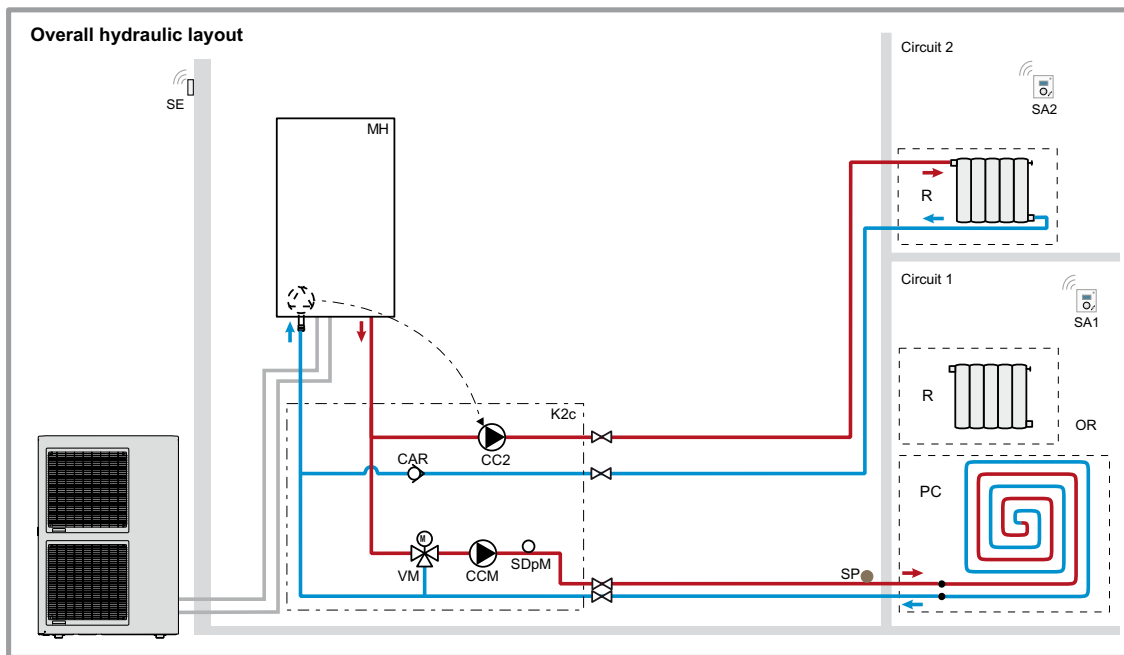 Overall hydraulic layout
SE
MH
Circuit 2
SA2
R
Circuit 1
SA1
R
OR
K2c
CC2
CAR
M
VM
CCM
SDpM
SP
PC